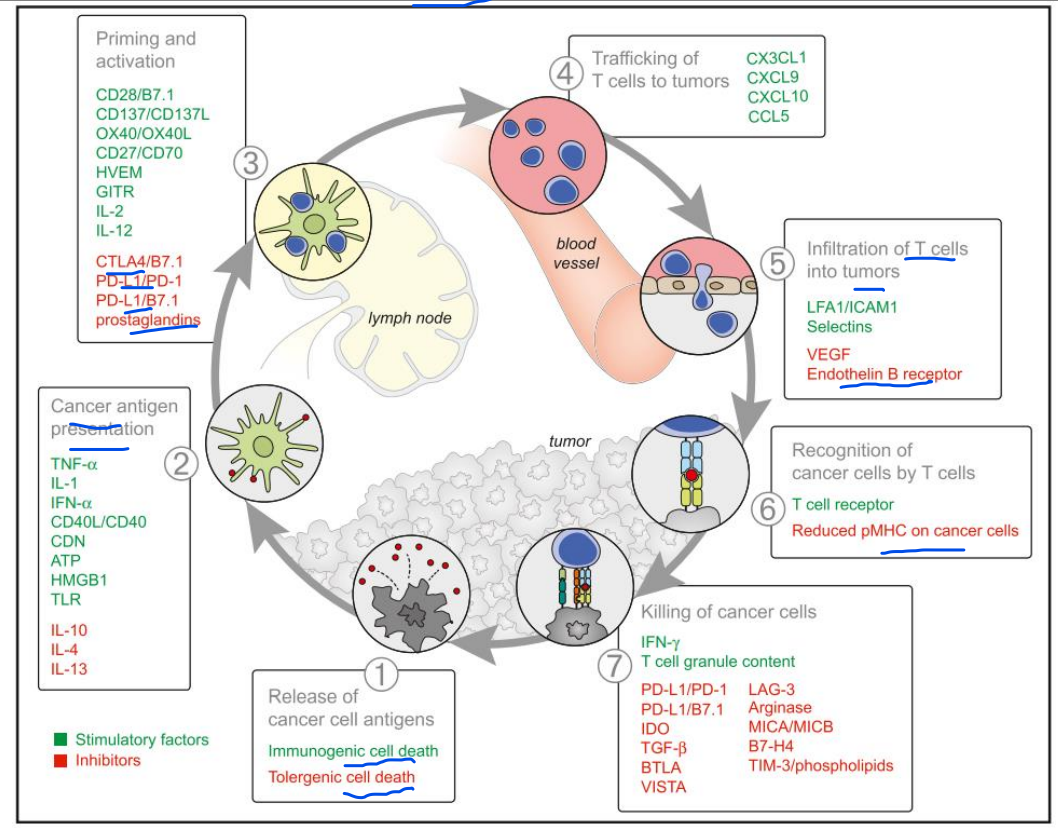 Priming and
activation
CD28/B7.1
CD137/CD137L
OX40/OX40L
CD27/CD70
HVEM
GITR
IL-2
IL-12
CTLA4/B7.1
PD-L1/PD-1
PD-L1/B7.1
prostaglandins
3
4
Trafficking of
T cells to tumors
CX3CL1
CXCL9
CXCL10
CCL5
blood
vessel
lymph node
5
Infiltration of T cells
into tumors
LFA1/ICAM1
Selectins
VEGF
Endothelin B receptor
Cancer antigen
presentation
2
TNF-α
IL-1
IFN-α
CD40L/CD40
CDN
ATP
HMGB1
TLR
IL-10
IL-4
IL-13
tumor
6
Recognition of
cancer cells by T cells
T cell receptor
Reduced pMHC on cancer cells
7
Killing of cancer cells
IFN-γ
T cell granule content
PD-L1/PD-1
PD-L1/B7.1
IDO
TGF-β
BTLA
VISTA
LAG-3
Arginase
MICA/MICB
B7-H4
TIM-3/phospholipids
1
Release of
cancer cell antigens
Immunogenic cell death
Tolergenic cell death
Stimulatory factors
Inhibitors